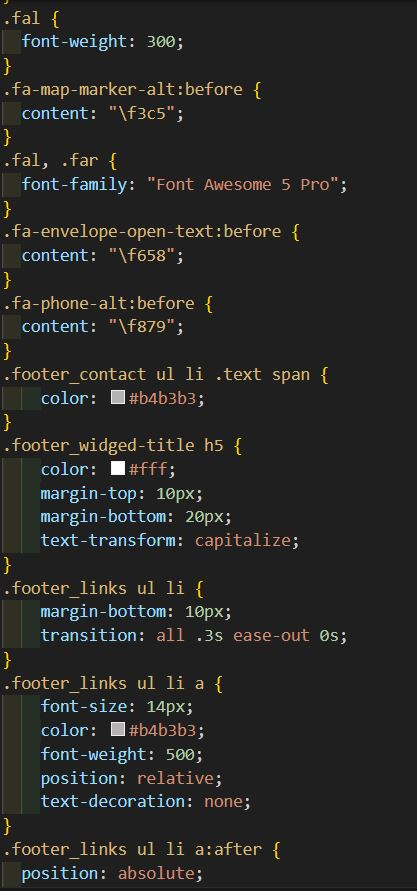 }
.fal {
font-weight: 300;
}
.fa-map-marker-alt:before {
content: "\f3c5";
}
.fal, .far {
font-family: "Font Awesome 5 Pro";
}
.fa-envelope-open-text:before {
content: "\f658";
}
.fa-phone-alt:before {
content: "\f879";
}
.footer_contact ul li .text span {
color: #b4b3b3;
}
.footer_widged-title h5 {
color: #fff;
margin-top: 10px;
margin-bottom: 20px;
text-transform: capitalize;
}
.footer_links ul li {
margin-bottom: 10px;
transition: all .3s ease-out 0s;
}
.footer_links ul li a {
font-size: 14px;
color: #b4b3b3;
font-weight: 500;
position: relative;
text-decoration: none;
}
.footer_links ul li a:after {
position: absolute;